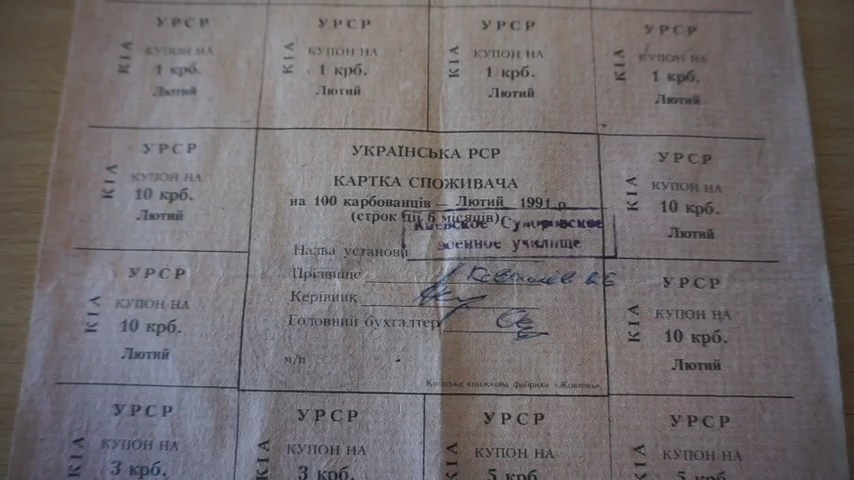 УРСР УРСР УРСР УРСР
КІА КУПОН НА КІА КУПОН НА КІА КУПОН НА КІА КУПОН НА
1 крб. 1 крб. 1 крб. 1 крб.
Лютий Лютий Лютий Лютий
УРСР
КІА КУПОН НА
10 крб.
Лютий
УКРАЇНСЬКА РСР
КАРТКА СПОЖИВАЧА
на 100 карбованців – Лютий 1991 р.
(строк дії 6 місяців)
Киевское Суворовское
военное училище
Назва установи
Прізвище
Керівник
Головний бухгалтер
м/п
Київська книжкова фабрика «Жовтень»
УРСР
КІА КУПОН НА
10 крб.
Лютий
УРСР
КІА КУПОН НА
10 крб.
Лютий
УРСР
КІА КУПОН НА
10 крб.
Лютий
УРСР УРСР УРСР УРСР
КІА КУПОН НА КІА КУПОН НА КІА КУПОН НА КІА КУПОН НА
3 крб. 3 крб. 5 крб. 5 крб.